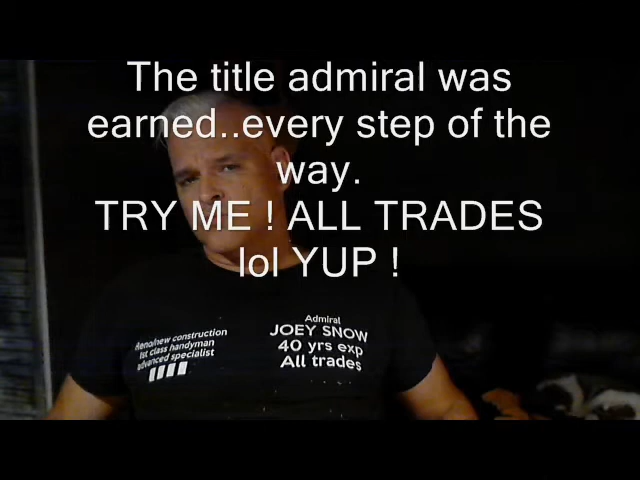 The title admiral was
earned..every step of the
way.
TRY ME ! ALL TRADES
lol YUP !
Reno/new construction
1st class handyman
advanced specialist
Admiral
JOEY SNOW
40 yrs exp
All trades